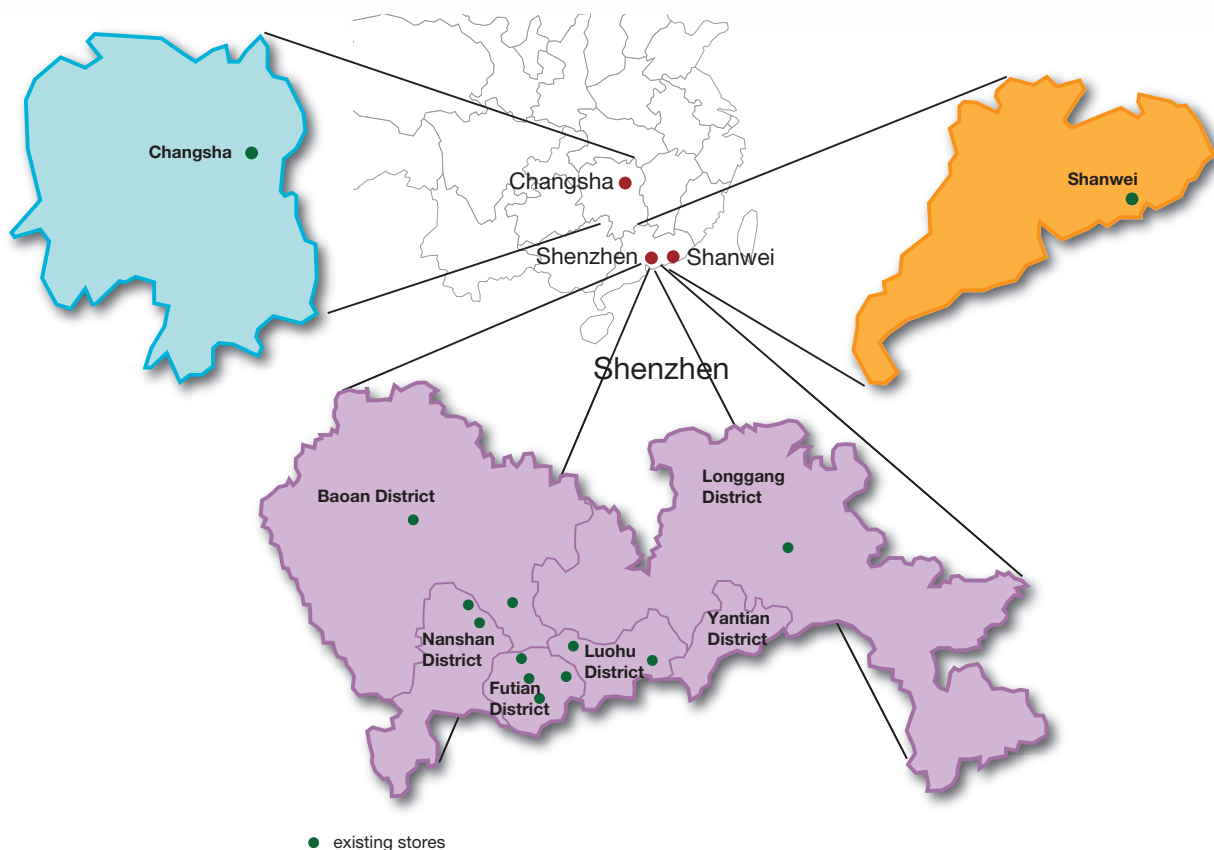 Changsha
Shanwei
Changsha
Shenzhen
Shanwei
Shenzhen
Baoan District
Longgang
District
Nanshan
District
Futian
District
Luohu
District
Yantian
District
existing stores